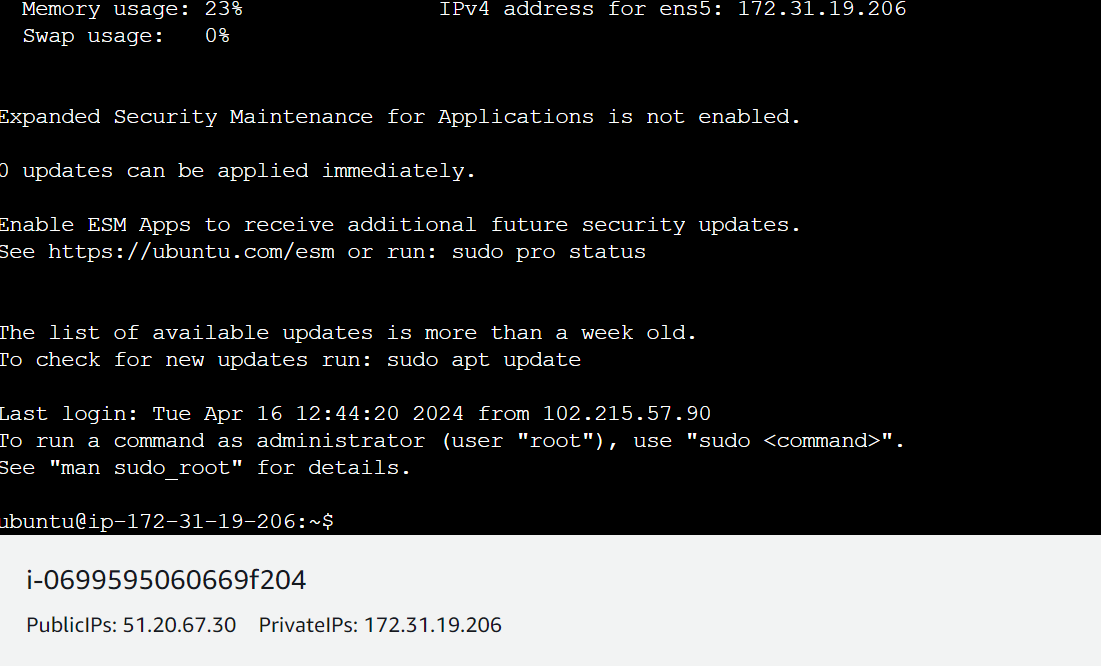 Memory usage: 23% IPv4 address for ens5: 172.31.19.206
Swap usage: 0%
Expanded Security Maintenance for Applications is not enabled.
0 updates can be applied immediately.
Enable ESM Apps to receive additional future security updates.
See https://ubuntu.com/esm or run: sudo pro status
The list of available updates is more than a week old.
To check for new updates run: sudo apt update
Last login: Tue Apr 16 12:44:20 2024 from 102.215.57.90
To run a command as administrator (user "root"), use "sudo <command>".
See "man sudo_root" for details.
ubuntu@ip-172-31-19-206:~$
i-0699595060669f204
PublicIPs: 51.20.67.30 PrivateIPs: 172.31.19.206